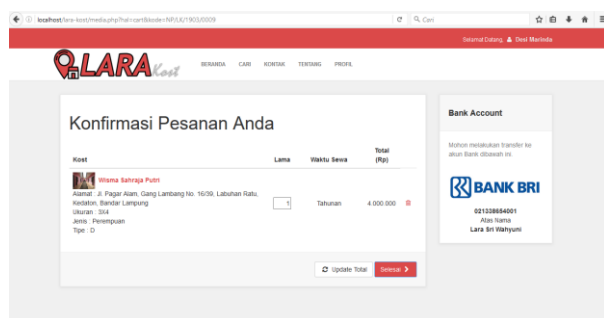 localhost/lara-kost/media.php?hal=cart&kode=NP/LK/1903/0009
Cari
Selamat Datang, Desi Marinda
LARA Kost
BERANDA CARI KONTAK TENTANG PROFIL
Konfirmasi Pesanan Anda
Kost Lama Waktu Sewa Total (Rp)
Wisma Sahraja Putri
Alamat : Jl. Pagar Alam, Gang Lambang No. 16/39, Labuhan Ratu,
Kedaton, Bandar Lampung
Ukuran : 3X4
Jenis : Perempuan
Tipe : D
1 Tahunan 4.000.000
Update Total Selesai
Bank Account
Mohon melakukan transfer ke
akun Bank dibawah ini.
BANK BRI
021338654001
Atas Nama
Lara Sri Wahyuni